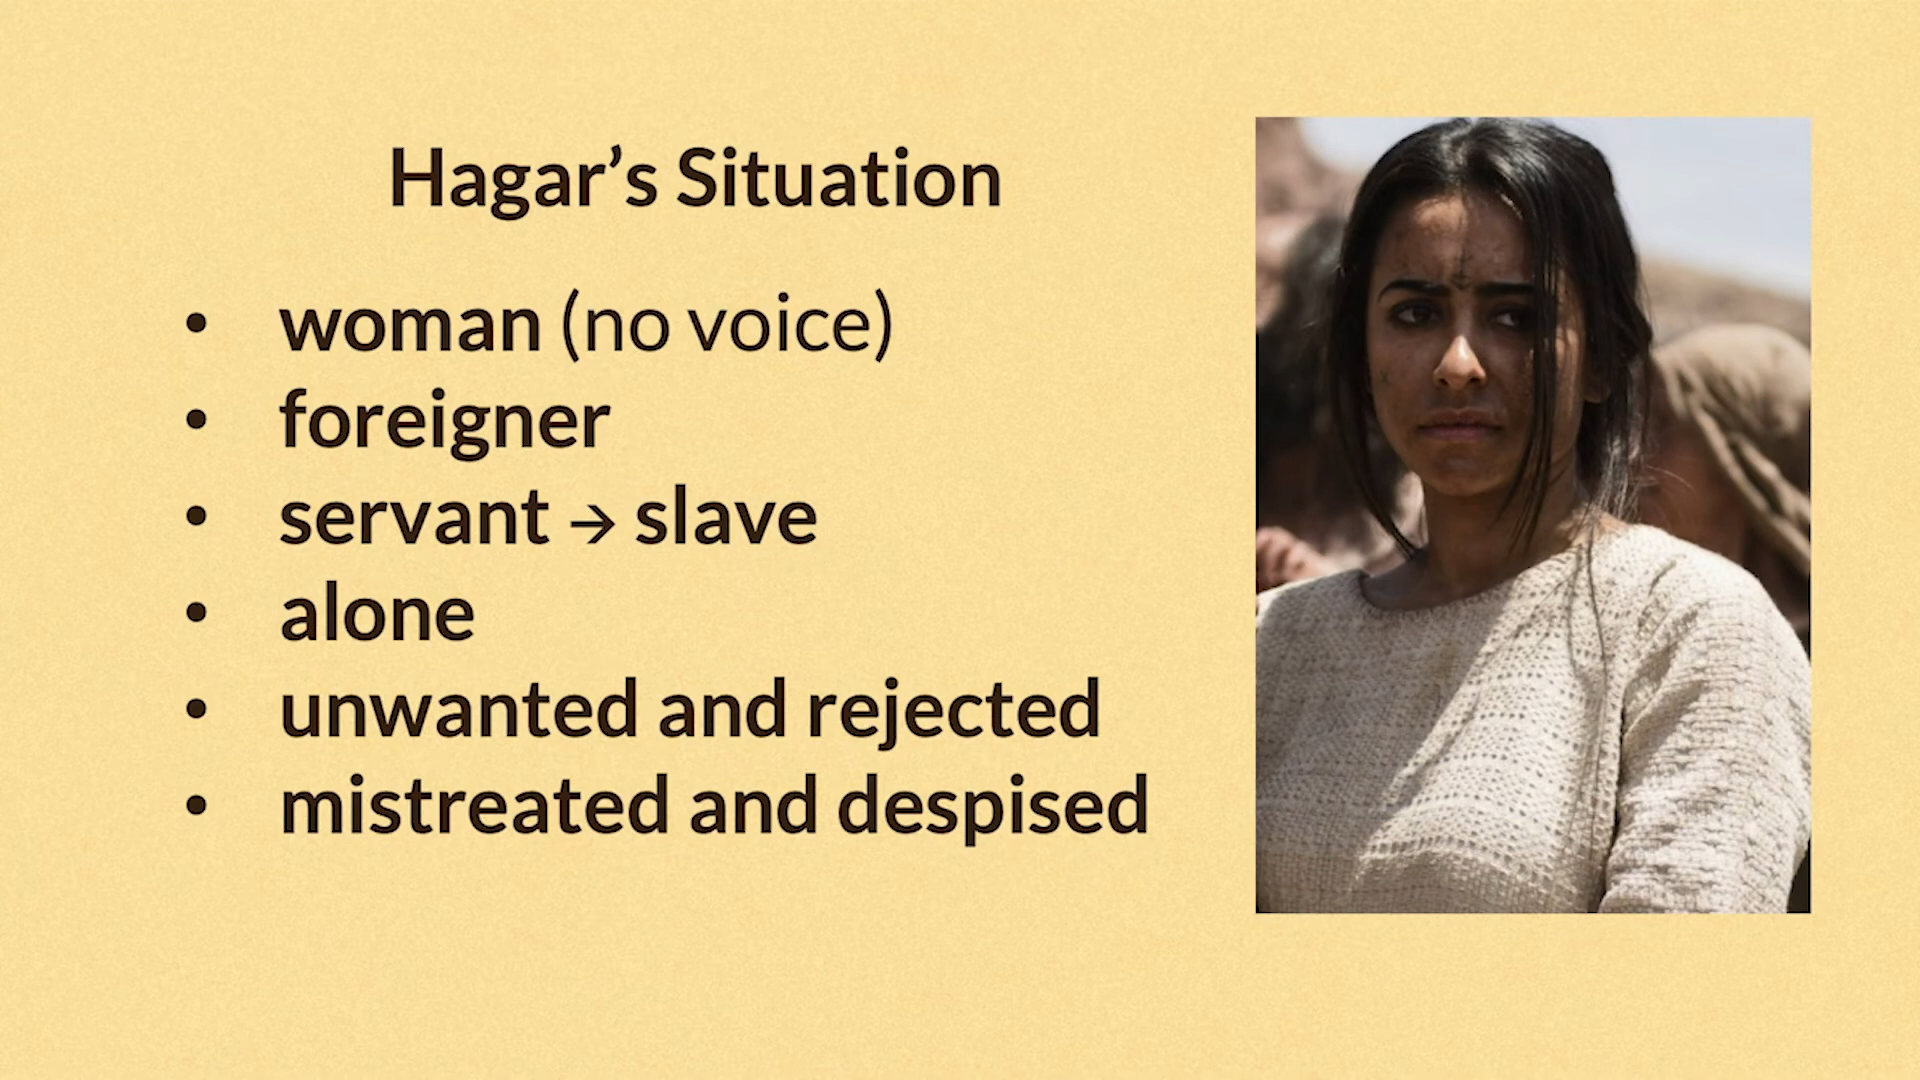 Hagar’s Situation
• woman (no voice)
• foreigner
• servant → slave
• alone
• unwanted and rejected
• mistreated and despised